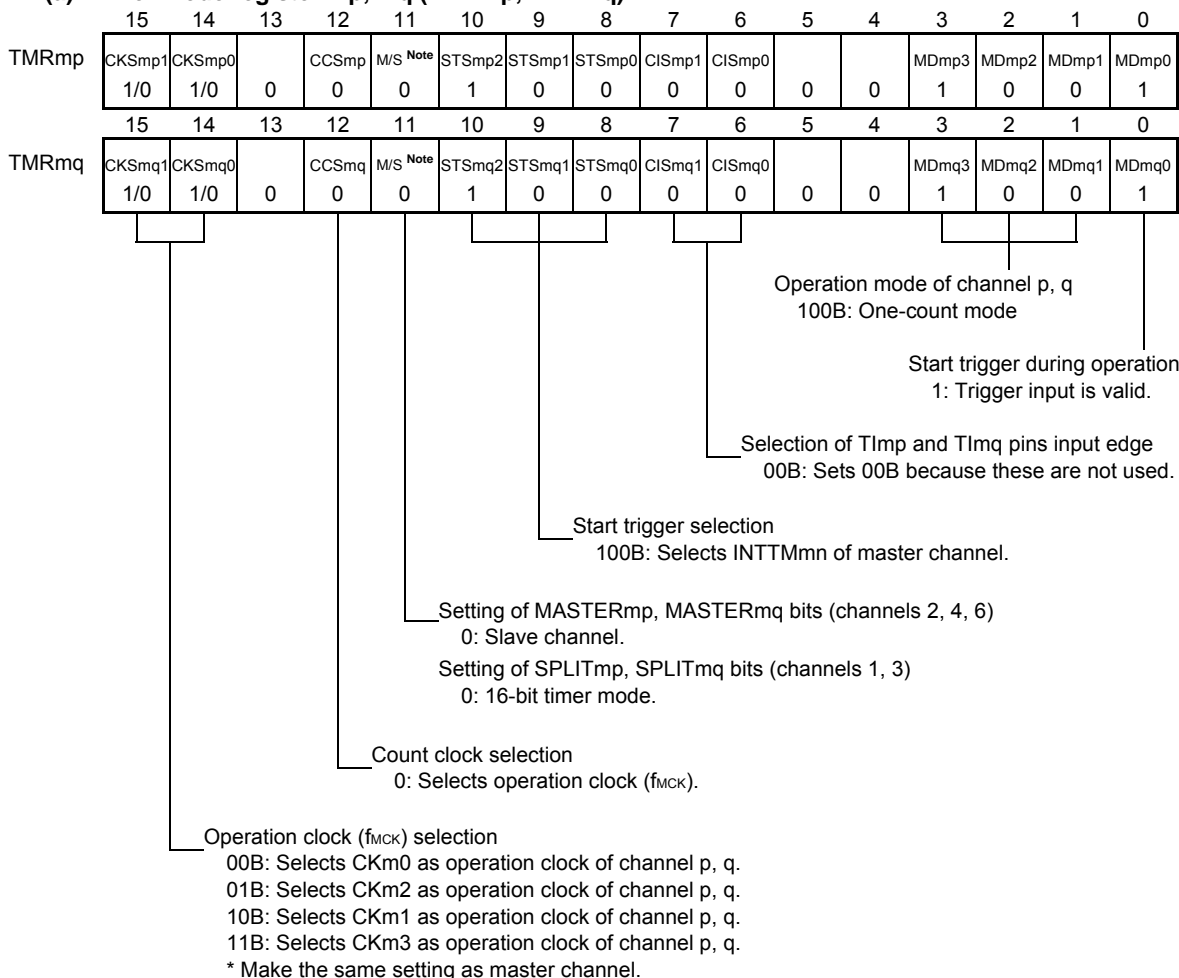 15 14 13 12 11 10 9 8 7 6 5 4 3 2 1 0
TMRmp CKSmp1 CKSmp0 CCSmp M/S Note STSmp2 STSmp1 STSmp0 CISmp1 CISmp0 MDmp3 MDmp2 MDmp1 MDmp0
1/0 1/0 0 0 0 1 0 0 0 0 0 0 1 0 0 1
15 14 13 12 11 10 9 8 7 6 5 4 3 2 1 0
TMRmq CKSmq1 CKSmq0 CCSmq M/S Note STSmq2 STSmq1 STSmq0 CISmq1 CISmq0 MDmq3 MDmq2 MDmq1 MDmq0
1/0 1/0 0 0 0 1 0 0 0 0 0 0 1 0 0 1
Operation mode of channel p, q
100B: One-count mode
Start trigger during operation
1: Trigger input is valid.
Selection of TImp and TImq pins input edge
00B: Sets 00B because these are not used.
Start trigger selection
100B: Selects INTTMmn of master channel.
Setting of MASTERmp, MASTERmq bits (channels 2, 4, 6)
0: Slave channel.
Setting of SPLITmp, SPLITmq bits (channels 1, 3)
0: 16-bit timer mode.
Count clock selection
0: Selects operation clock (fMCK).
Operation clock (fMCK) selection
00B: Selects CKm0 as operation clock of channel p, q.
01B: Selects CKm2 as operation clock of channel p, q.
10B: Selects CKm1 as operation clock of channel p, q.
11B: Selects CKm3 as operation clock of channel p, q.
* Make the same setting as master channel.